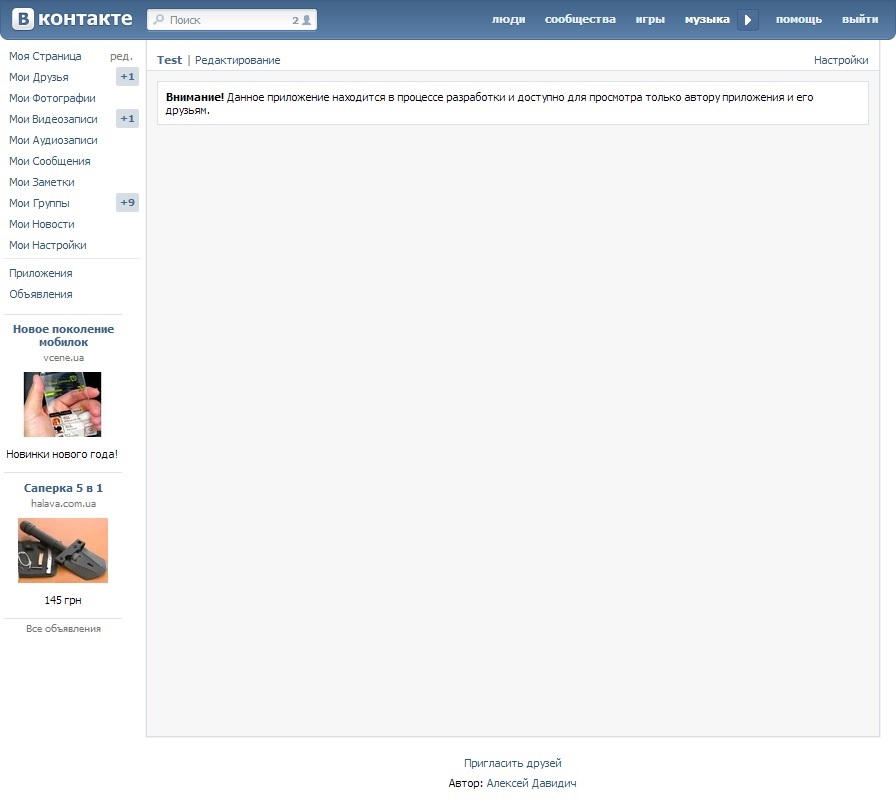 В контакте
Поиск 2
люди сообщества игры музыка помощь выйти
Моя Страница ред.
Мои Друзья +1
Мои Фотографии
Мои Видеозаписи +1
Мои Аудиозаписи
Мои Сообщения
Мои Заметки
Мои Группы +9
Мои Новости
Мои Настройки
Приложения
Объявления
Новое поколение
мобилок
vcene.ua
Новинки нового года!
Саперка 5 в 1
halava.com.ua
145 грн
Все объявления
Test | Редактирование Настройки
Внимание! Данное приложение находится в процессе разработки и доступно для просмотра только автору приложения и его
друзьям.
Пригласить друзей
Автор: Алексей Давидич